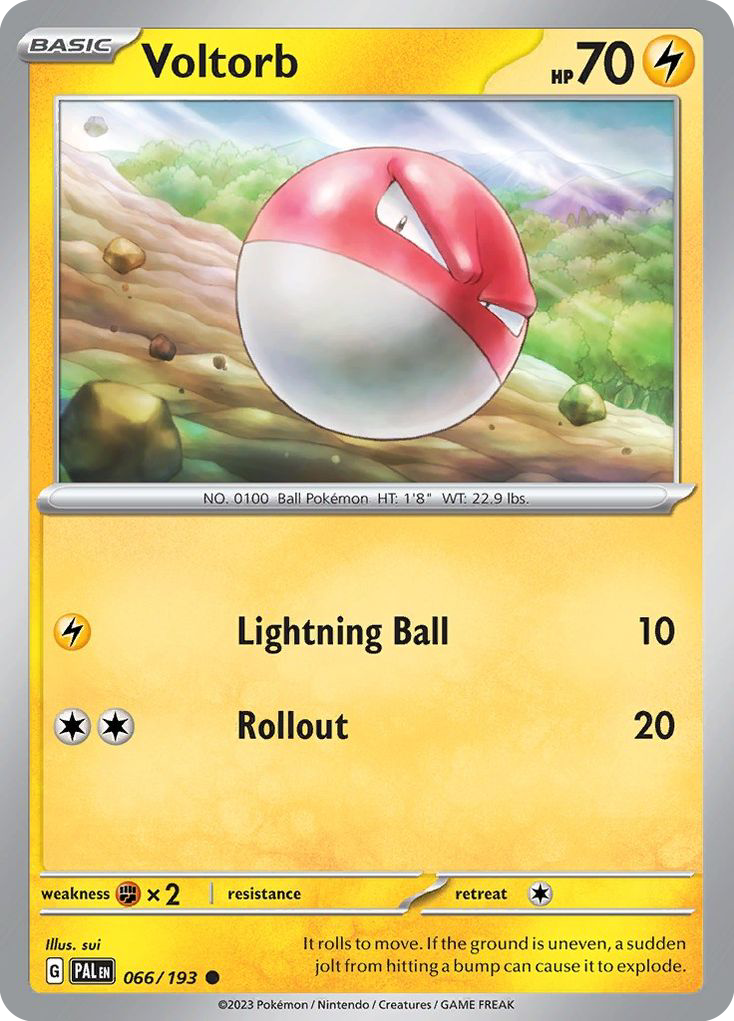 BASIC Voltorb HP 70
NO. 0100 Ball Pokémon HT: 1'8" WT: 22.9 lbs.
Lightning Ball 10
Rollout 20
weakness × 2 resistance retreat
Illus. sui
It rolls to move. If the ground is uneven, a sudden
jolt from hitting a bump can cause it to explode.
G PAL EN 066/193
©2023 Pokémon / Nintendo / Creatures / GAME FREAK